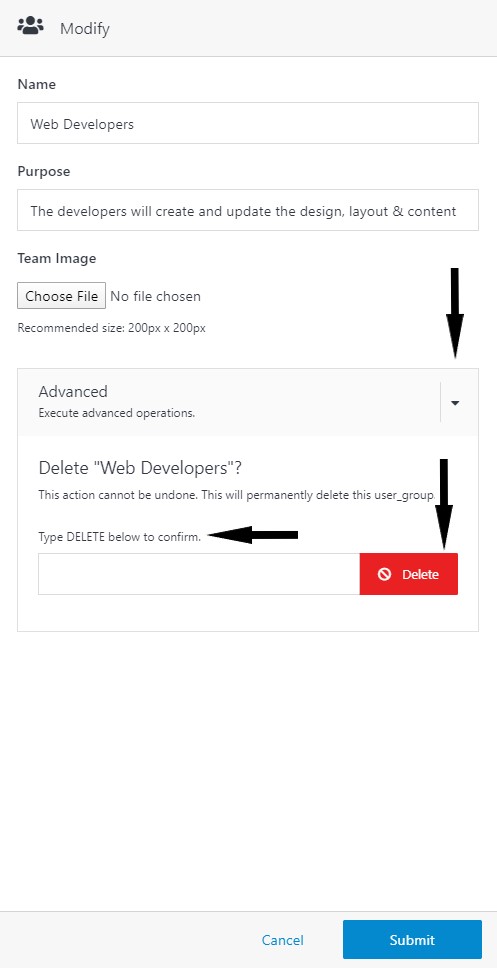 Modify
Name
Web Developers
Purpose
The developers will create and update the design, layout & content
Team Image
Choose File No file chosen
Recommended size: 200px x 200px
Advanced
Execute advanced operations.
Delete "Web Developers"?
This action cannot be undone. This will permanently delete this user_group
Type DELETE below to confirm.
Delete
Cancel
Submit